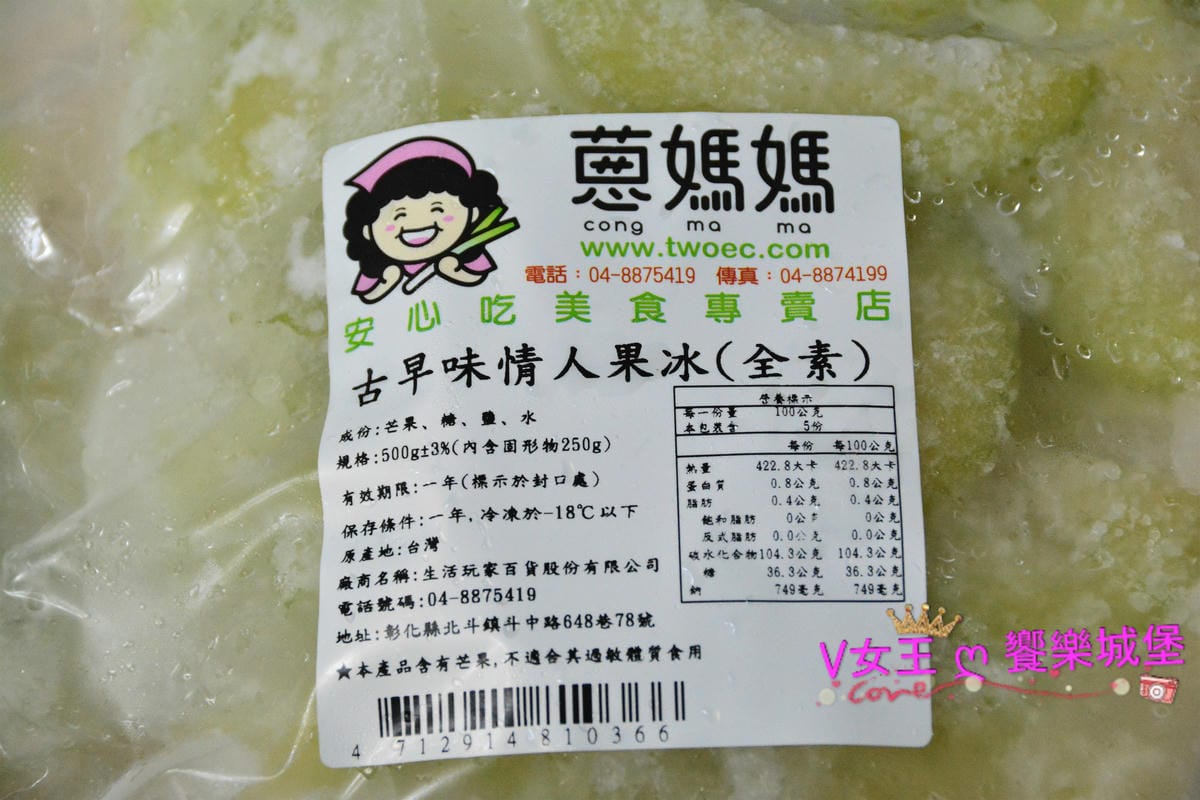 蔥媽媽
cong ma ma
www.twoec.com
電話：04-8875419 傳真：04-8874199
安心吃美食專賣店
古早味情人果冰(全素)
成份:芒果、糖、鹽、水
規格:500g±3%(內含固形物250g)
有效期限:一年(標示於封口處)
保存條件:一年,冷凍於-18℃以下
原產地:台灣
廠商名稱:生活玩家百貨股份有限公司
電話號碼:04-8875419
地址:彰化縣北斗鎮斗中路648巷78號
★本產品含有芒果,不適合其過敏體質食用
4 712914 810366
營養標示
每一份量 100公克
本包裝含 5份
每份 每100公克
熱量 422.8大卡 422.8大卡
蛋白質 0.8公克 0.8公克
脂肪 0.4公克 0.4公克
飽和脂肪 0公克 0公克
反式脂肪 0.0公克 0.0公克
碳水化合物 104.3公克 104.3公克
糖 36.3公克 36.3公克
鈉 749毫克 749毫克
V女王 ღ 饗樂城堡
Love